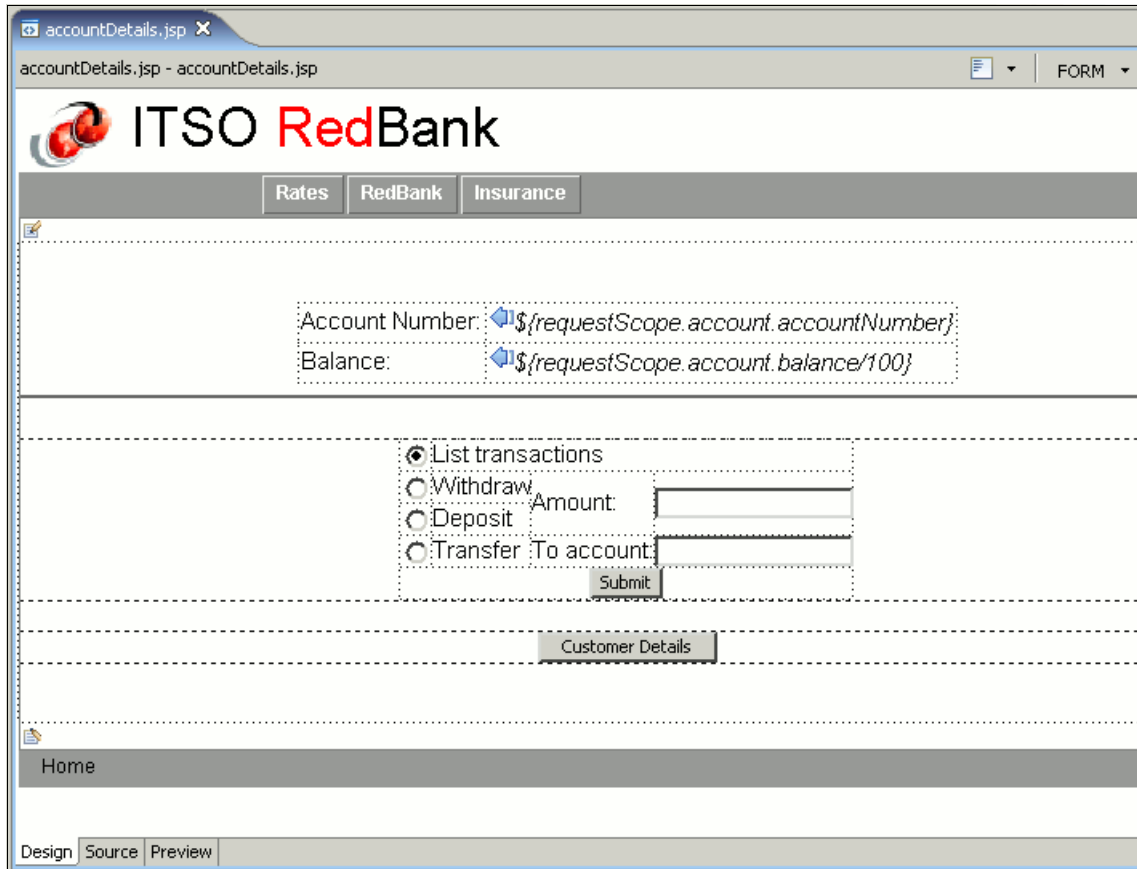 accountDetails.jsp
accountDetails.jsp - accountDetails.jsp FORM
ITSO RedBank
Rates RedBank Insurance
Account Number: ${requestScope.account.accountNumber}
Balance: ${requestScope.account.balance/100}
List transactions
Withdraw
Amount:
Deposit
Transfer To account:
Submit
Customer Details
Home
Design Source Preview